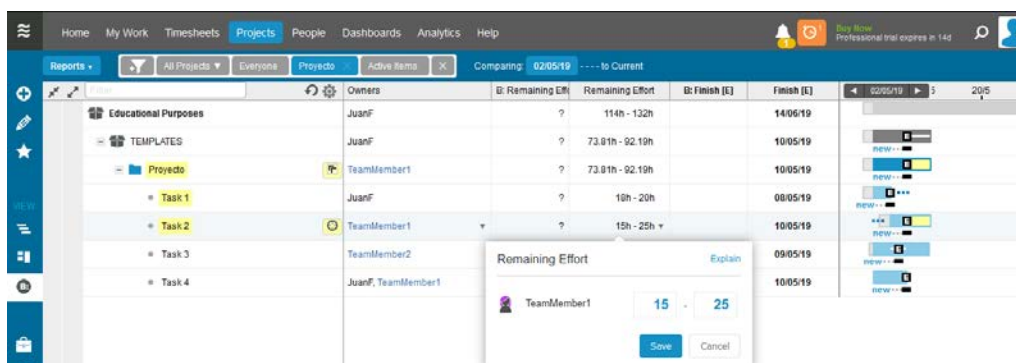 Home My Work Timesheets Projects People Dashboards Analytics Help
1
Buy Now
Professional trial expires in 14d
Reports All Projects Everyone Proyecto × Active Items X Comparing: 02/05/19 - - - - to Current
Filter Owners B: Remaining Effo Remaining Effort B: Finish [E] Finish [E] 02/05/19 5 20/5
Educational Purposes JuanF ? 114h - 132h 14/06/19
TEMPLATES JuanF ? 73.81h - 92.19h 10/05/19 E
new
Proyecto TeamMember1 ? 73.81h - 92.19h 10/05/19 E
new
Task 1 JuanF ? 18h - 20h 08/05/19 E
new
VIEW
Task 2 TeamMember1 ? 15h - 25h 10/05/19 E
new
Task 3 TeamMember2 09/05/19 E
new
Task 4 JuanF, TeamMember1 10/05/19 E
new
Remaining Effort Explain
TeamMember1 15 - 25
Save Cancel